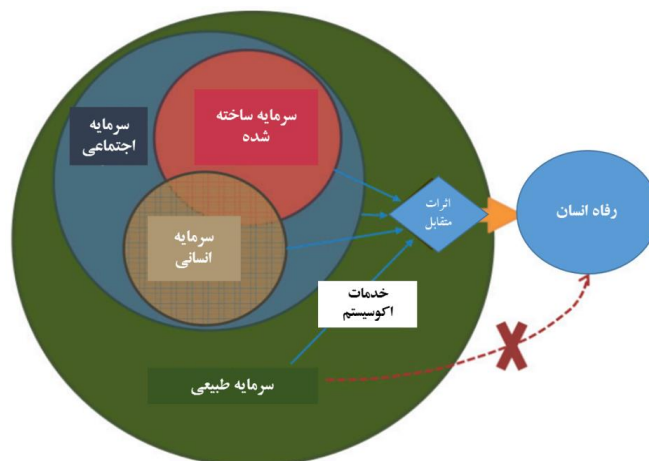 سرمایه ساخته
شده
سرمایه
اجتماعی
اثرات
متقابل
رفاه انسان
سرمایه
انسانی
خدمات
اکوسیستم
سرمایه طبیعی